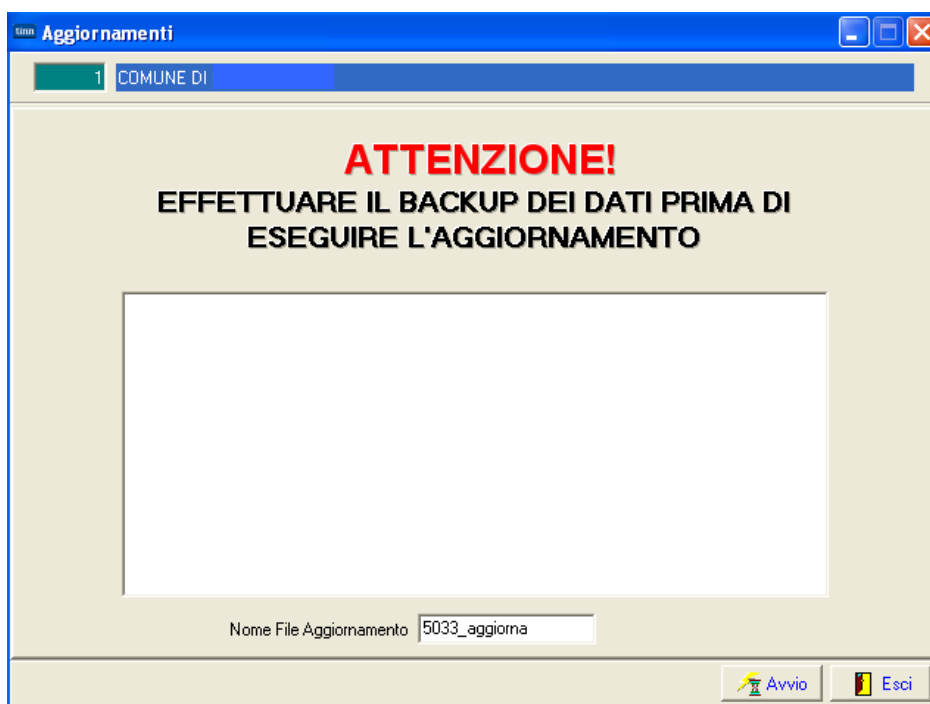 tinn Aggiornamenti
1 COMUNE DI
ATTENZIONE!
EFFETTUARE IL BACKUP DEI DATI PRIMA DI
ESEGUIRE L'AGGIORNAMENTO
Nome File Aggiornamento 5033_aggiorna
Avvio Esci